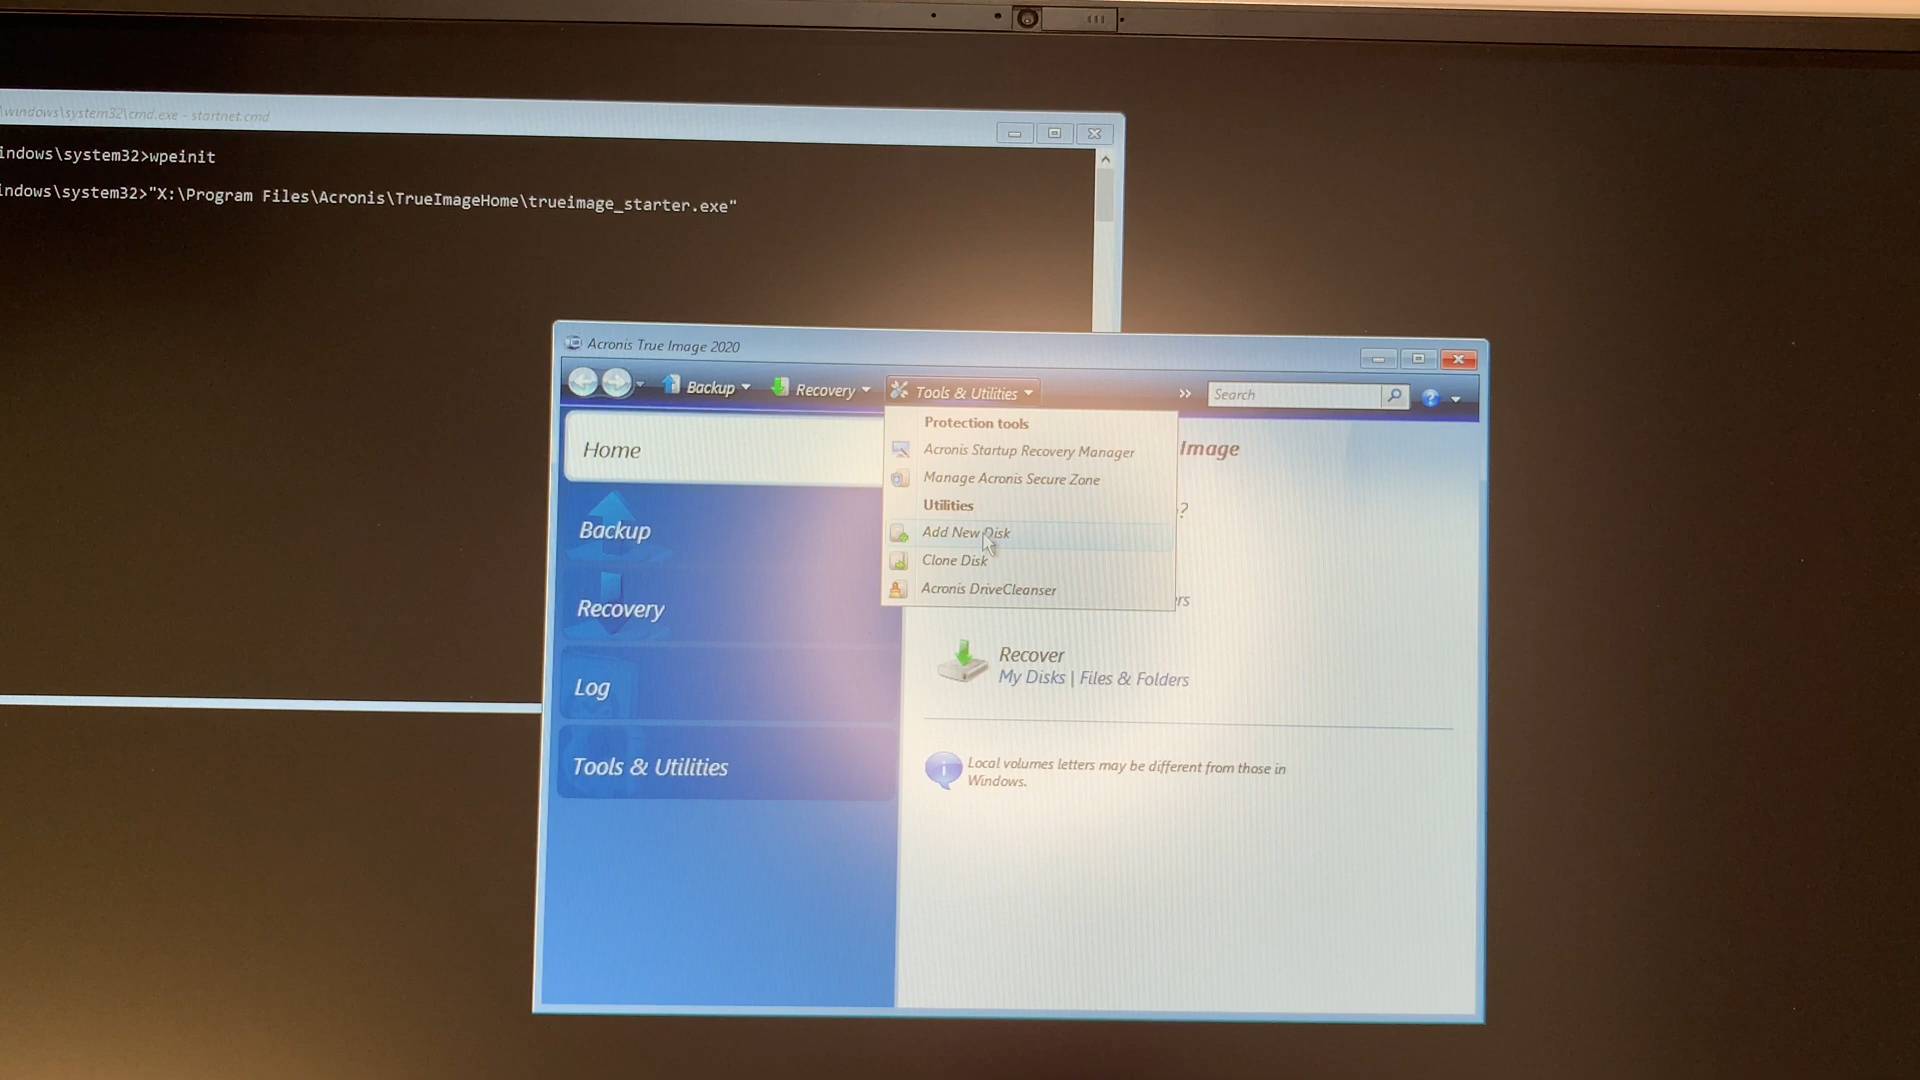 \windows\system32\cmd.exe - startnet.cmd
indows\system32>wpeinit
indows\system32>"X:\Program Files\Acronis\TrueImageHome\trueimage_starter.exe"
Acronis True Image 2020
Backup
Recovery
Tools & Utilities
»
Search
?
Protection tools
Acronis Startup Recovery Manager
Manage Acronis Secure Zone
Utilities
Add New Disk
Clone Disk
Acronis DriveCleanser
Image
?
rs
Home
Backup
Recovery
Log
Tools & Utilities
Recover
My Disks | Files & Folders
Local volumes letters may be different from those in
Windows.